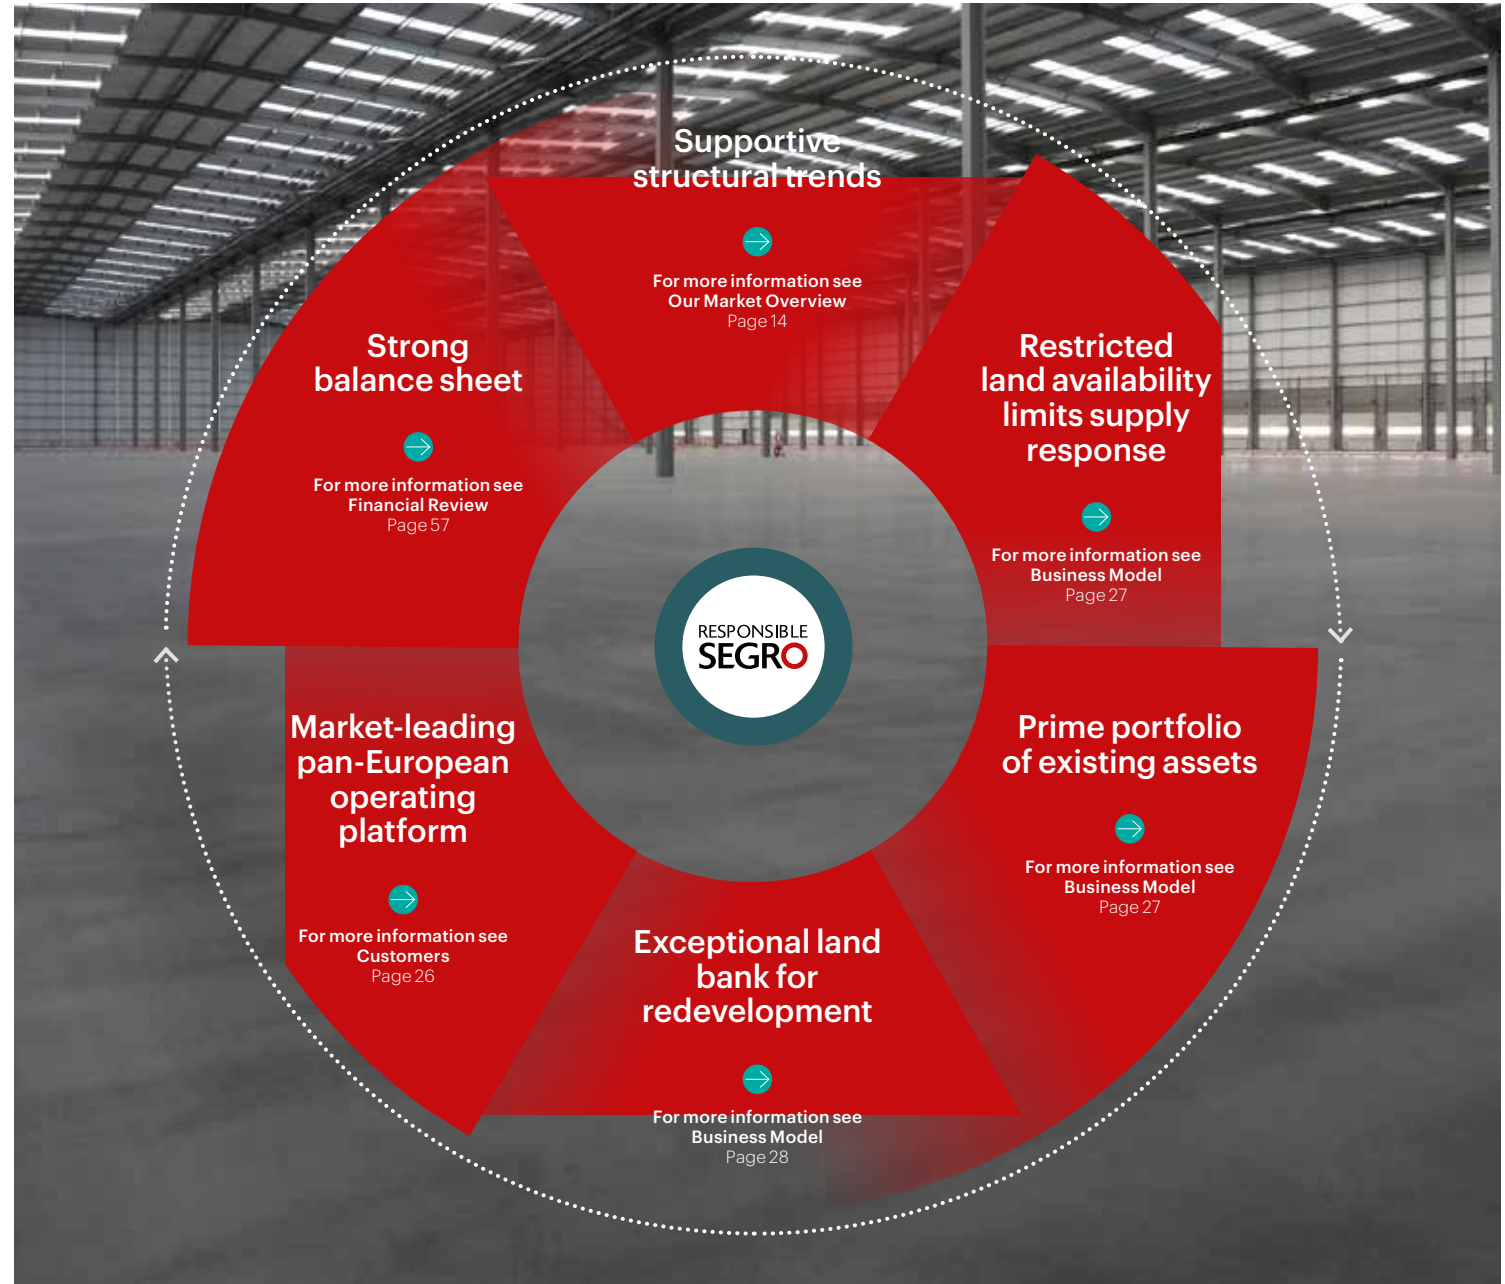 Supportive
structural trends
For more information see
Our Market Overview
Page 14
Restricted
land availability
limits supply
response
For more information see
Business Model
Page 27
Prime portfolio
of existing assets
For more information see
Business Model
Page 27
Exceptional land
bank for
redevelopment
For more information see
Business Model
Page 28
Market-leading
pan-European
operating
platform
For more information see
Customers
Page 26
Strong
balance sheet
For more information see
Financial Review
Page 57
RESPONSIBLE
SEGRO